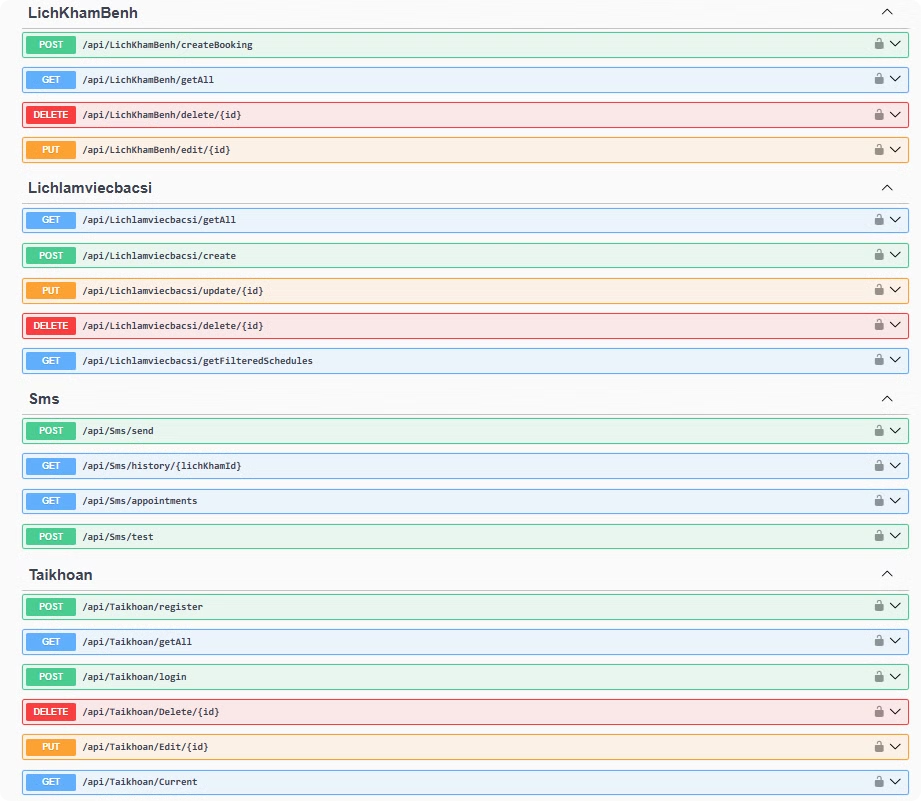 LichKhamBenh
POST /api/LichKhamBenh/createBooking
GET /api/LichKhamBenh/getAll
DELETE /api/LichKhamBenh/delete/{id}
PUT /api/LichKhamBenh/edit/{id}
Lichlamviecbacsi
GET /api/Lichlamviecbacsi/getAll
POST /api/Lichlamviecbacsi/create
PUT /api/Lichlamviecbacsi/update/{id}
DELETE /api/Lichlamviecbacsi/delete/{id}
GET /api/Lichlamviecbacsi/getFilteredSchedules
Sms
POST /api/Sms/send
GET /api/Sms/history/{lichKhamId}
GET /api/Sms/appointments
POST /api/Sms/test
Taikhoan
POST /api/Taikhoan/register
GET /api/Taikhoan/getAll
POST /api/Taikhoan/login
DELETE /api/Taikhoan/Delete/{id}
PUT /api/Taikhoan/Edit/{id}
GET /api/Taikhoan/Current